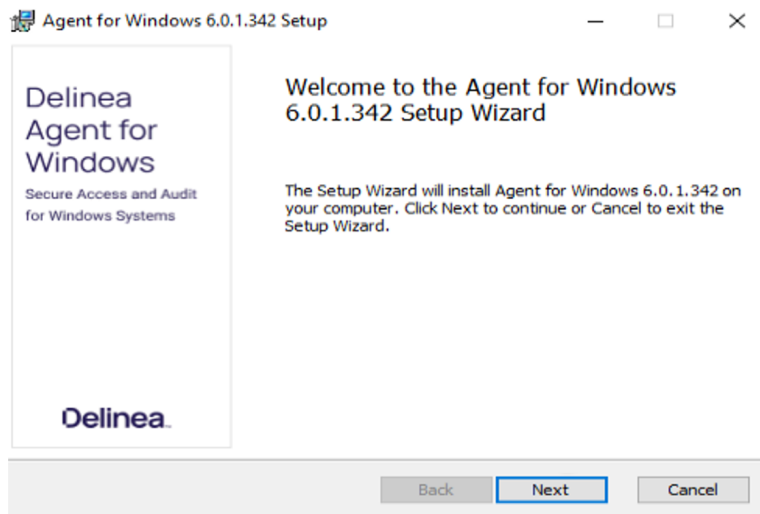 Agent for Windows 6.0.1.342 Setup
Delinea
Agent for
Windows
Secure Access and Audit
for Windows Systems
Delinea
Welcome to the Agent for Windows
6.0.1.342 Setup Wizard
The Setup Wizard will install Agent for Windows 6.0.1.342 on
your computer. Click Next to continue or Cancel to exit the
Setup Wizard.
Back
Next
Cancel